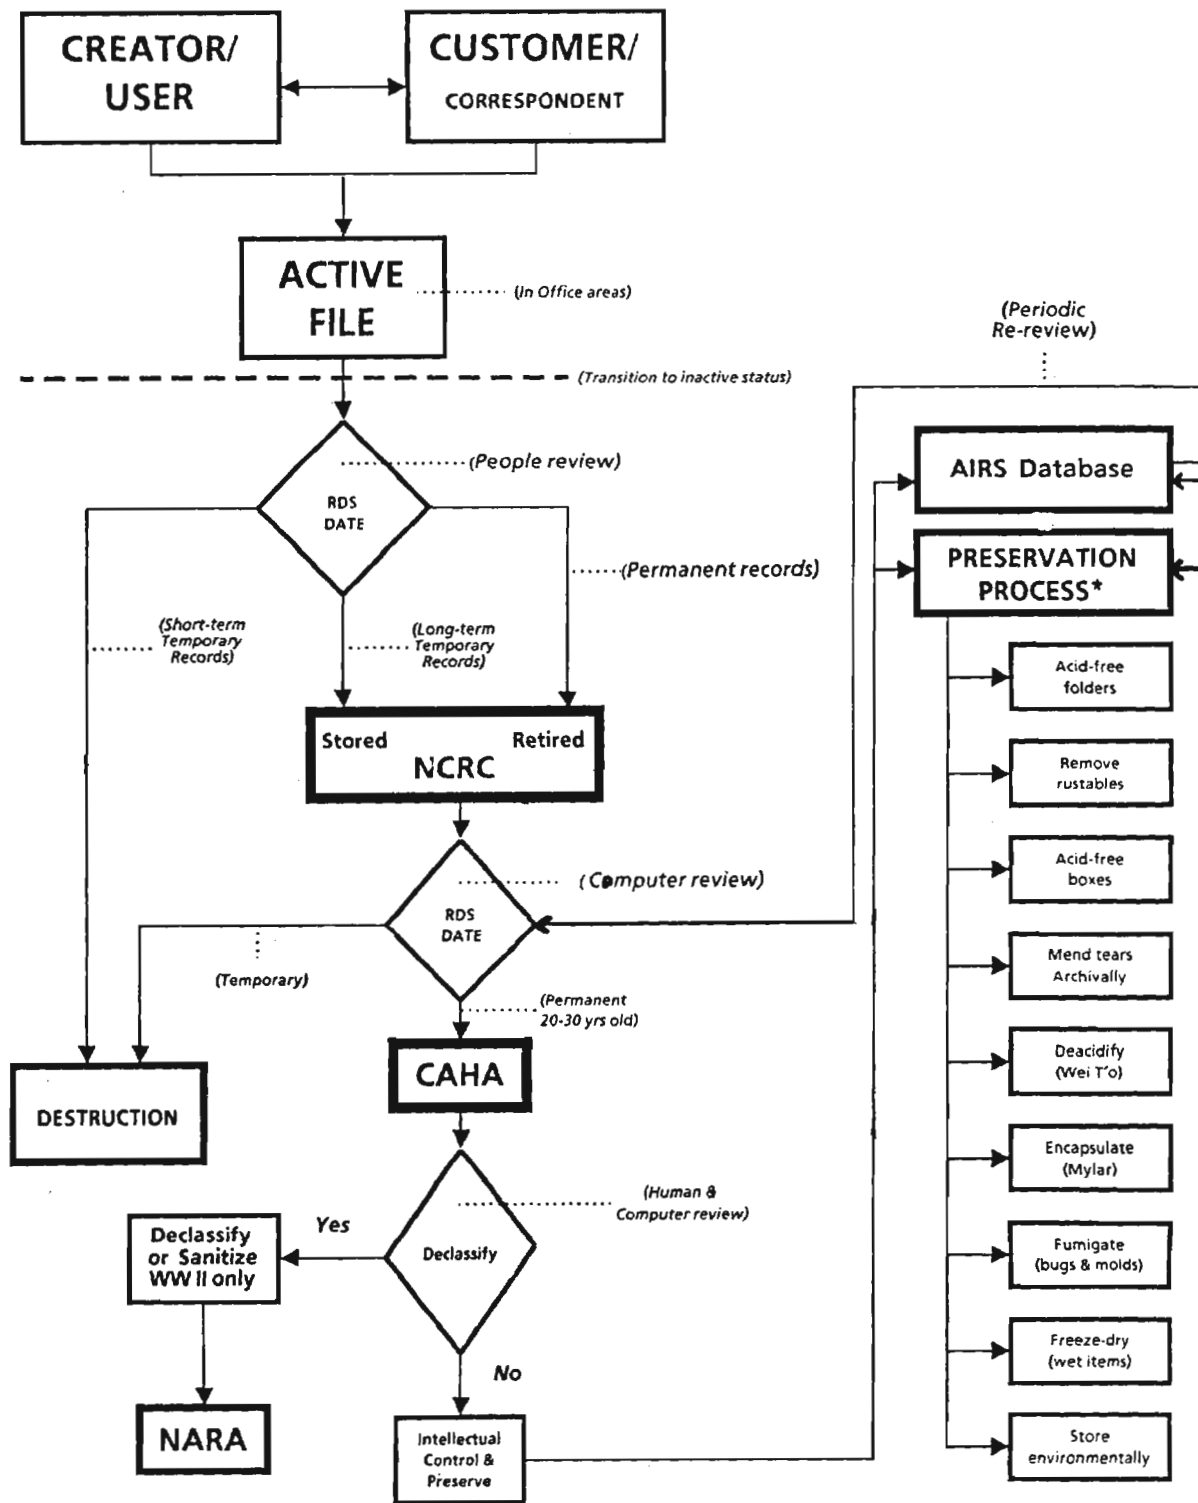 CREATOR/
USER
CUSTOMER/
CORRESPONDENT
ACTIVE
FILE
(In Office areas)
(Transition to inactive status)
(People review)
RDS
DATE
(Permanent records)
(Short-term
Temporary
Records)
(Long-term
Temporary
Records)
Stored
Retired
NCRC
(Computer review)
RDS
DATE
(Temporary)
(Permanent
20-30 yrs old)
CAHA
DESTRUCTION
(Human &
Computer review)
Declassify
Yes
Declassify
or Sanitize
WW II only
NARA
No
Intellectual
Control &
Preserve
(Periodic
Re-review)
AIRS Database
PRESERVATION
PROCESS*
Acid-free
folders
Remove
rustables
Acid-free
boxes
Mend tears
Archivally
Deacidify
(Wei T'o)
Encapsulate
(Mylar)
Fumigate
(bugs & molds)
Freeze-dry
(wet items)
Store
environmentally